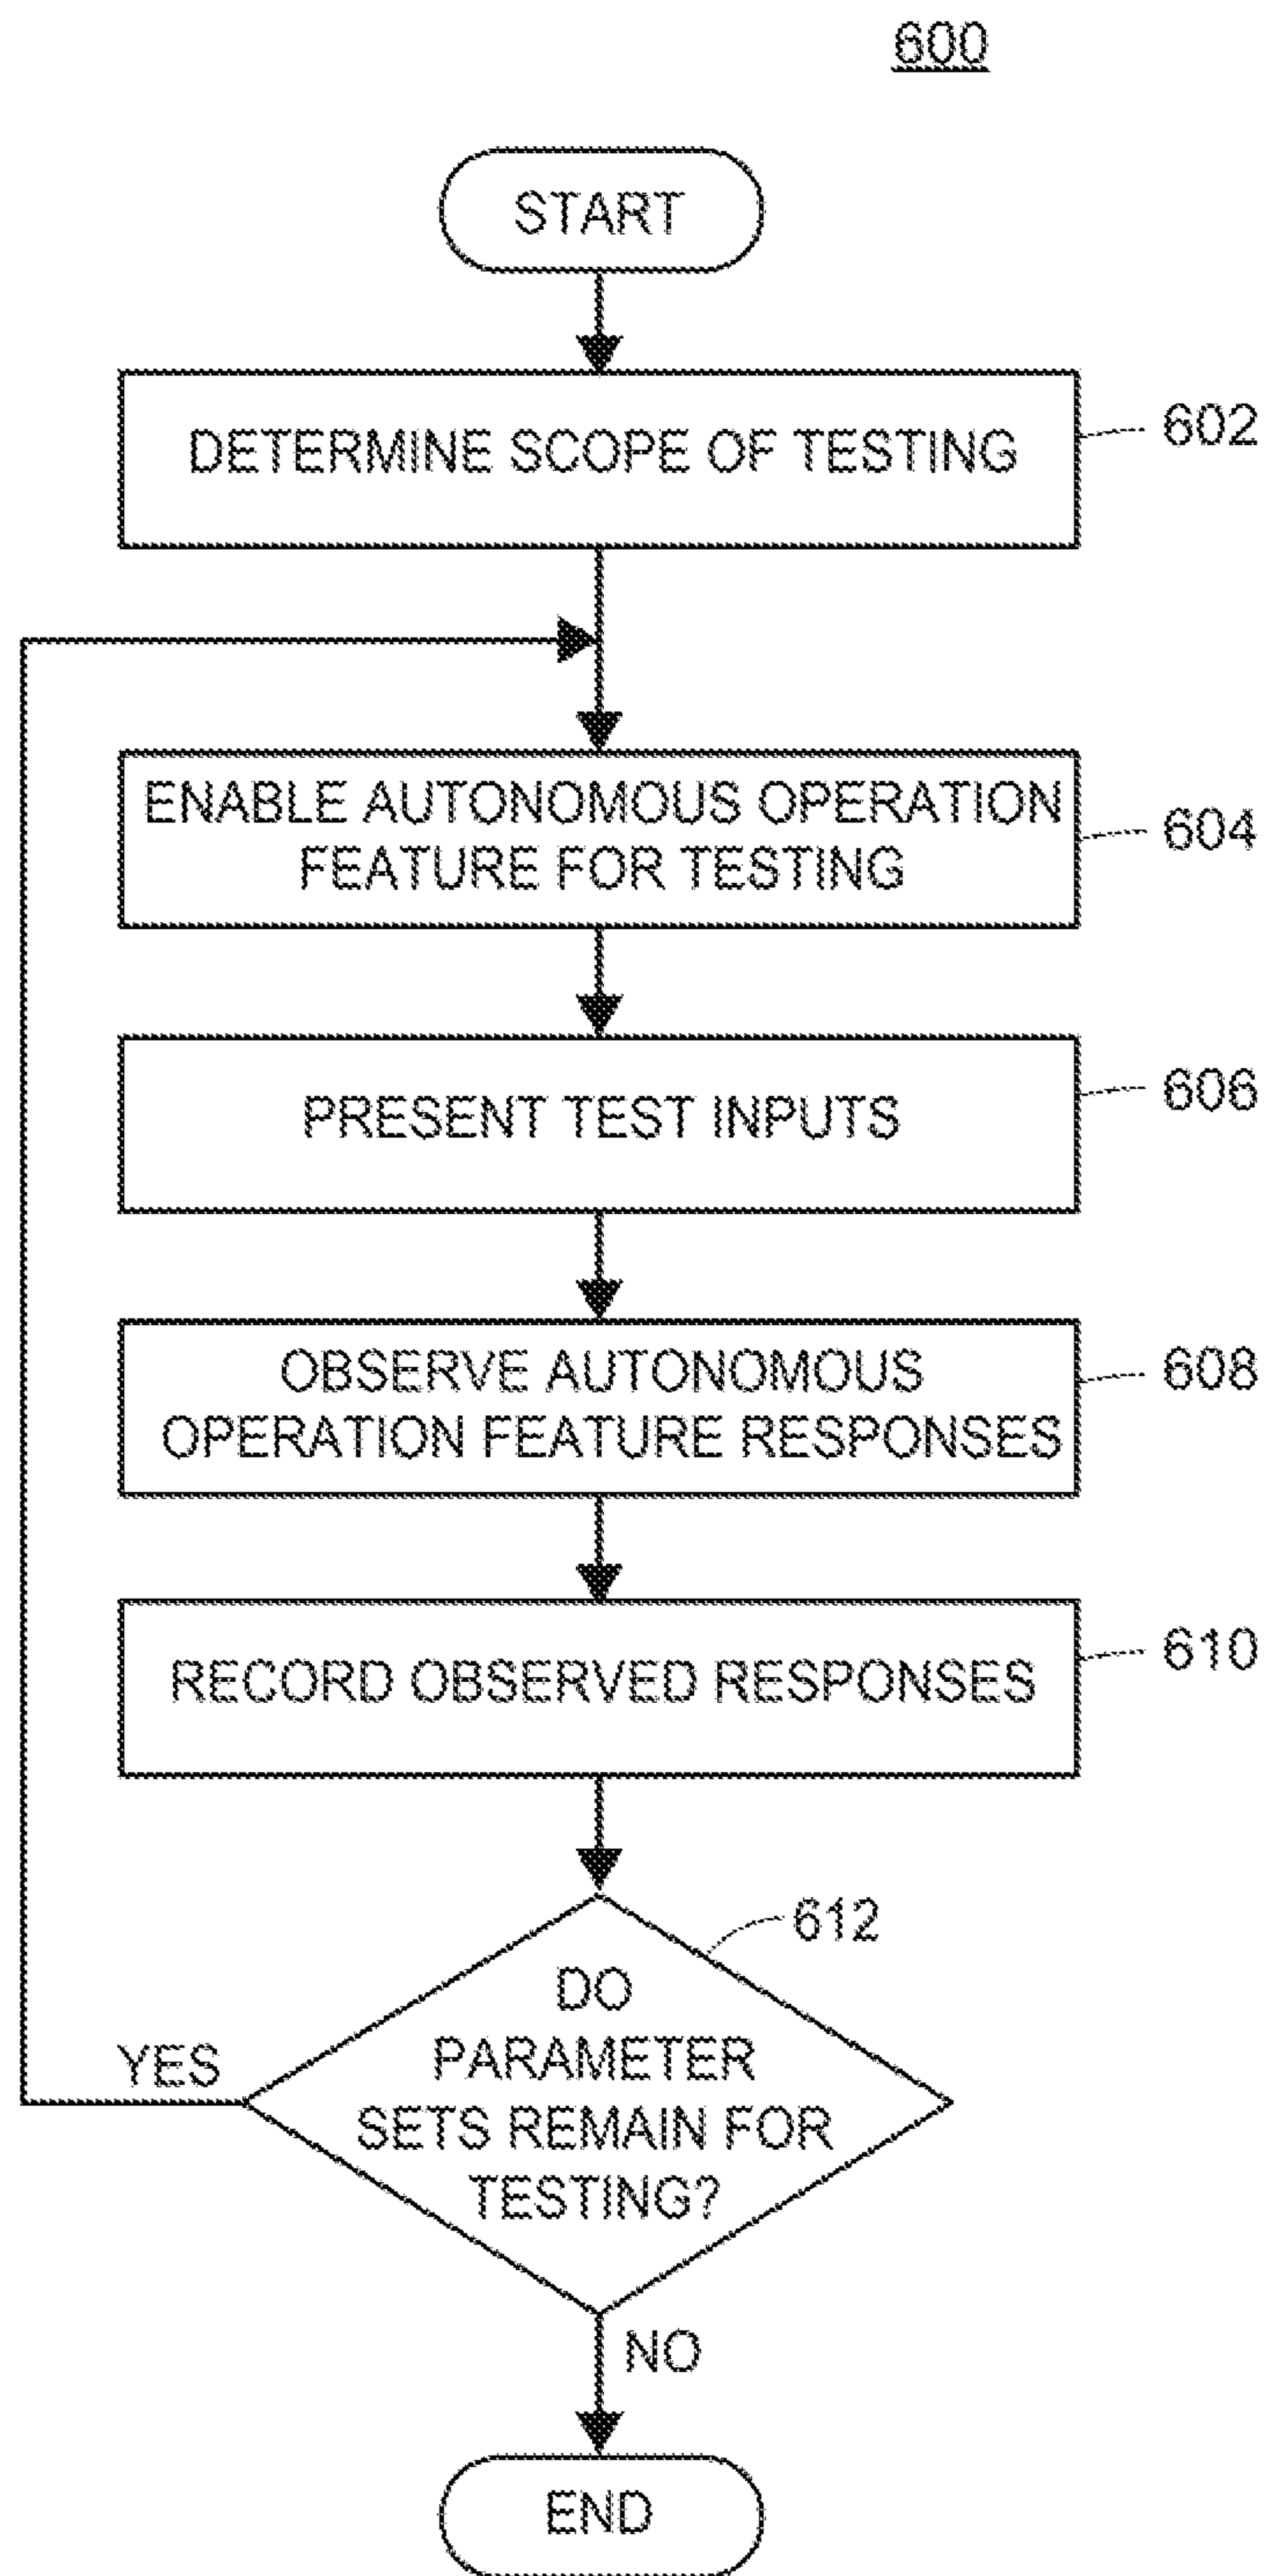 600
START
DETERMINE SCOPE OF TESTING
602
ENABLE AUTONOMOUS OPERATION
FEATURE FOR TESTING
604
PRESENT TEST INPUTS
606
OBSERVE AUTONOMOUS
OPERATION FEATURE RESPONSES
608
RECORD OBSERVED RESPONSES
610
612
DO
PARAMETER
SETS REMAIN FOR
TESTING?
YES
NO
END